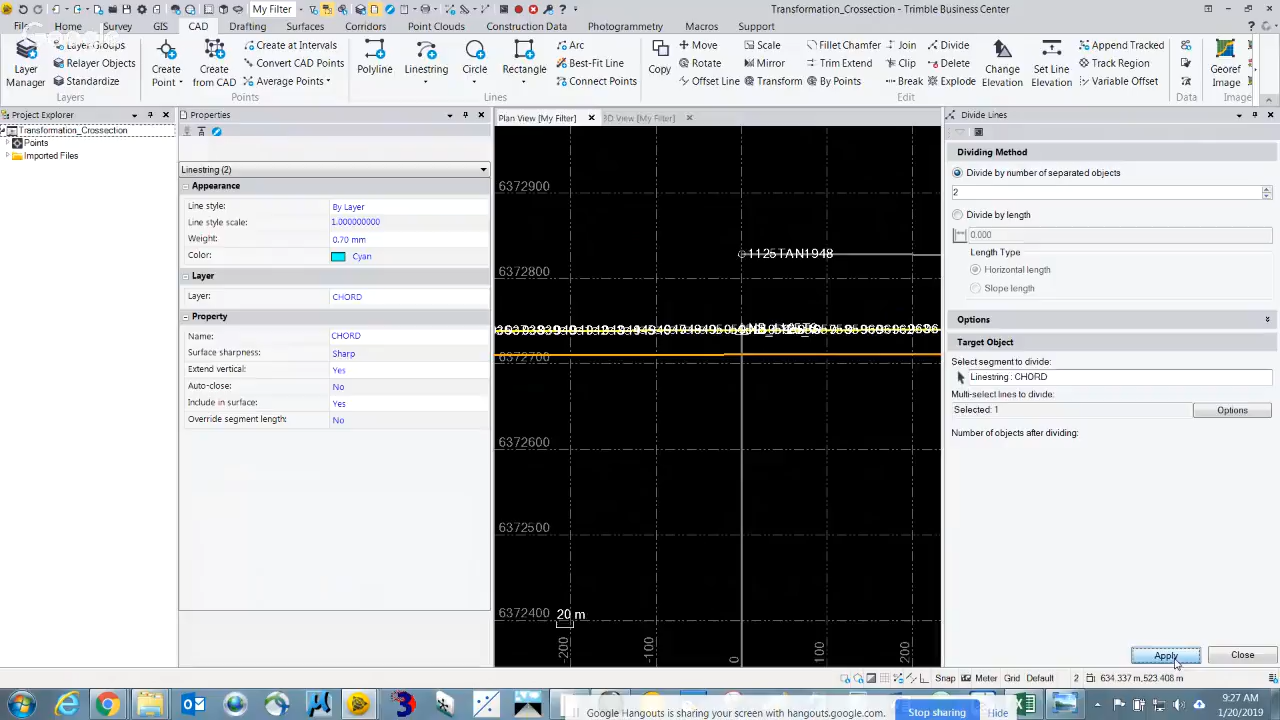 My Filter
Transformation_Crossection - Trimble Business Center
Survey GIS CAD Drafting Surfaces Corridors Point Clouds Construction Data Photogrammetry Macros Support
Layer Manager
Layer Groups
Relayer Objects
Standardize
Layers
Create Point
Create from CAD
Create at Intervals
Convert CAD Points
Average Points
Points
Polyline
Linestring
Circle
Rectangle
Arc
Best-Fit Line
Connect Points
Lines
Copy
Move
Rotate
Offset Line
Scale
Mirror
Transform
Fillet Chamfer
Trim Extend
By Points
Join
Clip
Break
Divide
Delete
Explode
Change Elevation
Set Line Elevation
Append Tracked
Track Region
Variable Offset
Edit
Data
Georef Image
Image
Project Explorer
Transformation_Crossection
Points
Imported Files
Properties
Linestring (2)
Appearance
Line style: By Layer
Line style scale: 1.000000000
Weight: 0.70 mm
Color: Cyan
Layer
Layer: CHORD
Property
Name: CHORD
Surface sharpness: Sharp
Extend vertical: Yes
Auto-close: No
Include in surface: Yes
Override segment length: No
Plan View [My Filter]
3D View [My Filter]
6372900
1125TAN1948
6372800
6372700
6372600
6372500
6372400
20 m
-200
-100
0
100
200
Divide Lines
Dividing Method
Divide by number of separated objects
2
Divide by length
0.000
Length Type
Horizontal length
Slope length
Options
Target Object
Line segment to divide:
Linestring : CHORD
Multi-select lines to divide:
Selected: 1
Options
Number of objects after dividing:
Apply
Close
Snap Meter Grid Default 2 634.337 m,523.408 m
Google Hangouts is sharing your screen with hangouts.google.com.
Stop sharing
Hide
9:27 AM
1/20/2019